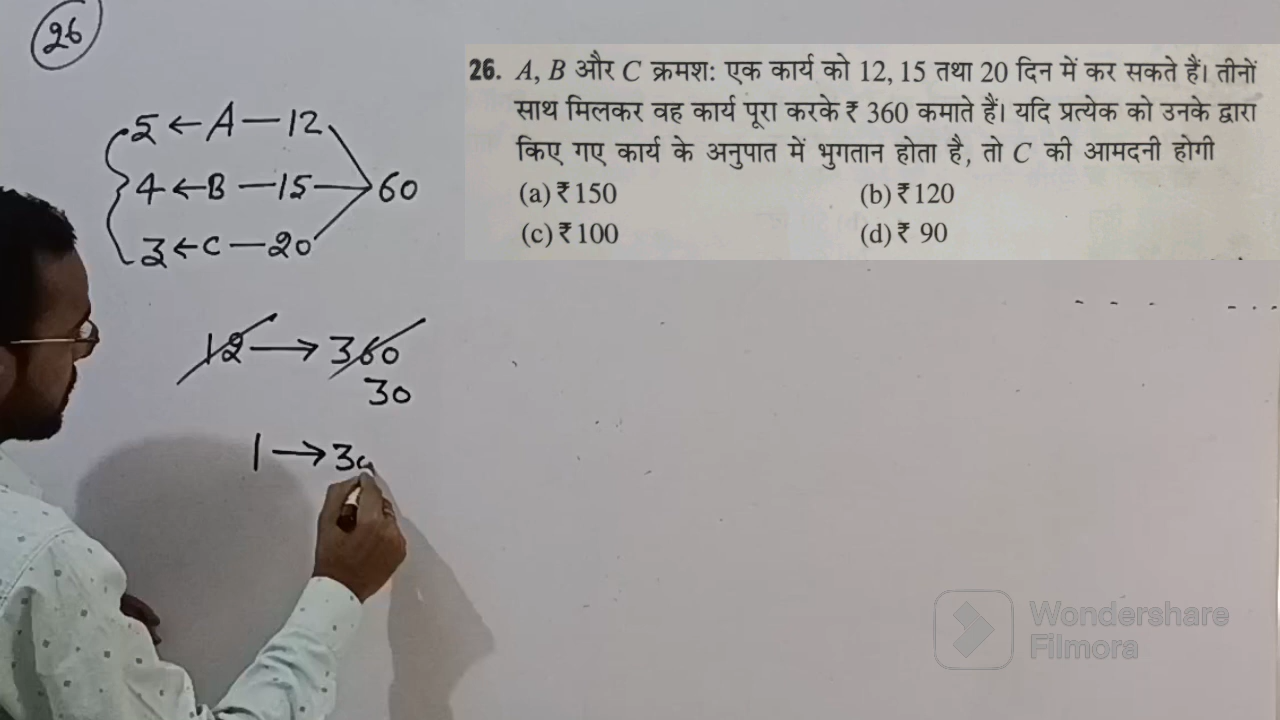 26
26. A, B और C क्रमश: एक कार्य को 12, 15 तथा 20 दिन में कर सकते हैं। तीनों
साथ मिलकर वह कार्य पूरा करके ₹ 360 कमाते हैं। यदि प्रत्येक को उनके द्वारा
किए गए कार्य के अनुपात में भुगतान होता है, तो C की आमदनी होगी
(a) ₹ 150 (b) ₹ 120
(c) ₹ 100 (d) ₹ 90
5 ← A — 12
4 ← B — 15 — 60
3 ← C — 20
12 → 360
30
1 → 30
Wondershare
Filmora